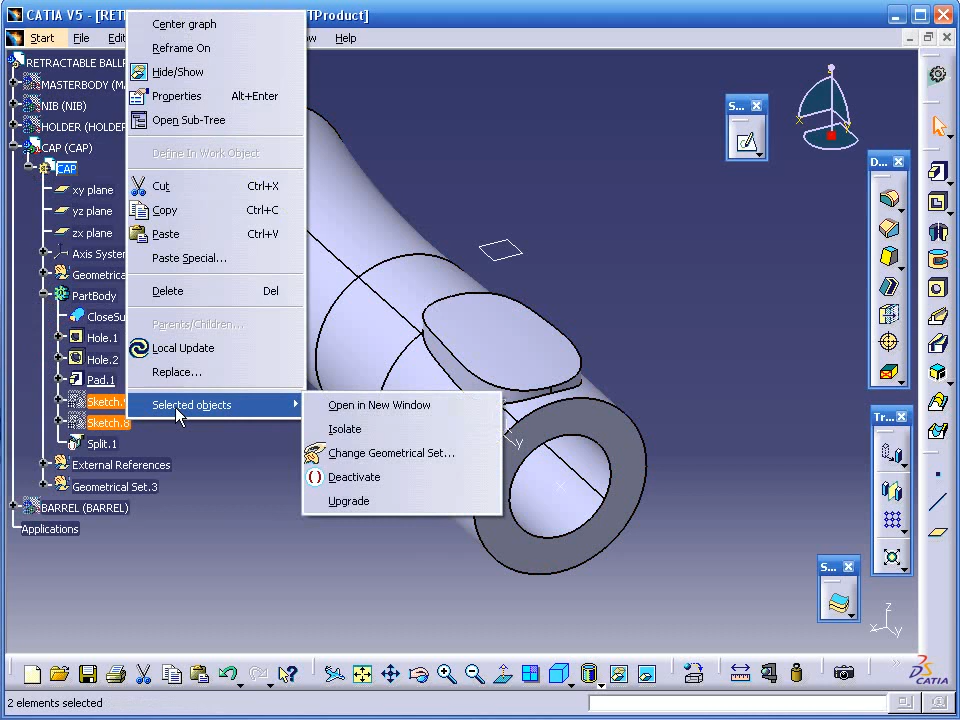 CATIA V5 - [RET
TProduct]
Start
File
Edit
Help
Center graph
Reframe On
Hide/Show
Properties Alt+Enter
Open Sub-Tree
Define In Work Object
Cut Ctrl+X
Copy Ctrl+C
Paste Ctrl+V
Paste Special...
Delete Del
Parents/Children...
Local Update
Replace...
Selected objects
Open in New Window
Isolate
Change Geometrical Set...
Deactivate
Upgrade
RETRACTABLE BALLP
MASTERBODY (MA
NIB (NIB)
HOLDER (HOLDER
CAP (CAP)
CAP
xy plane
yz plane
zx plane
Axis System
Geometrica
PartBody
CloseSu
Hole.1
Hole.2
Pad.1
Sketch.
Sketch.8
Split.1
External References
Geometrical Set.3
BARREL (BARREL)
Applications
S...
D...
Tr...
S...
y
x
z
y
x
CATIA
2 elements selected